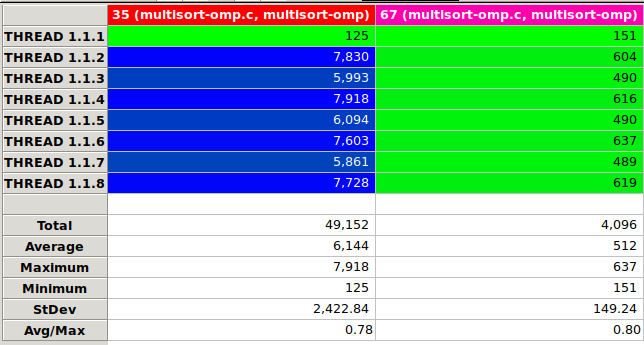 35 (multisort-omp.c, multisort-omp) 67 (multisort-omp.c, multisort-omp)
THREAD 1.1.1 125 151
THREAD 1.1.2 7,830 604
THREAD 1.1.3 5,993 490
THREAD 1.1.4 7,918 616
THREAD 1.1.5 6,094 490
THREAD 1.1.6 7,603 637
THREAD 1.1.7 5,861 489
THREAD 1.1.8 7,728 619
Total 49,152 4,096
Average 6,144 512
Maximum 7,918 637
Minimum 125 151
StDev 2,422.84 149.24
Avg/Max 0.78 0.80